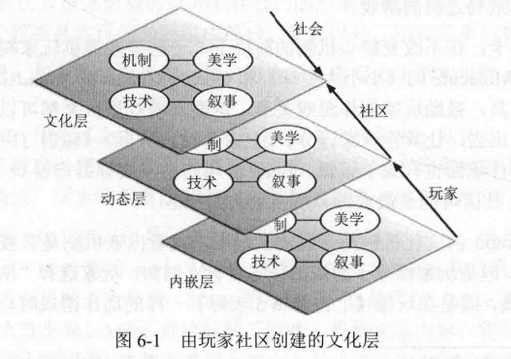 社会
机制 美学
社区
技术 叙事
文化层
制 美学
玩家
技术 叙事
动态层
制 美学
技术 叙事
内嵌层
图 6-1 由玩家社区创建的文化层